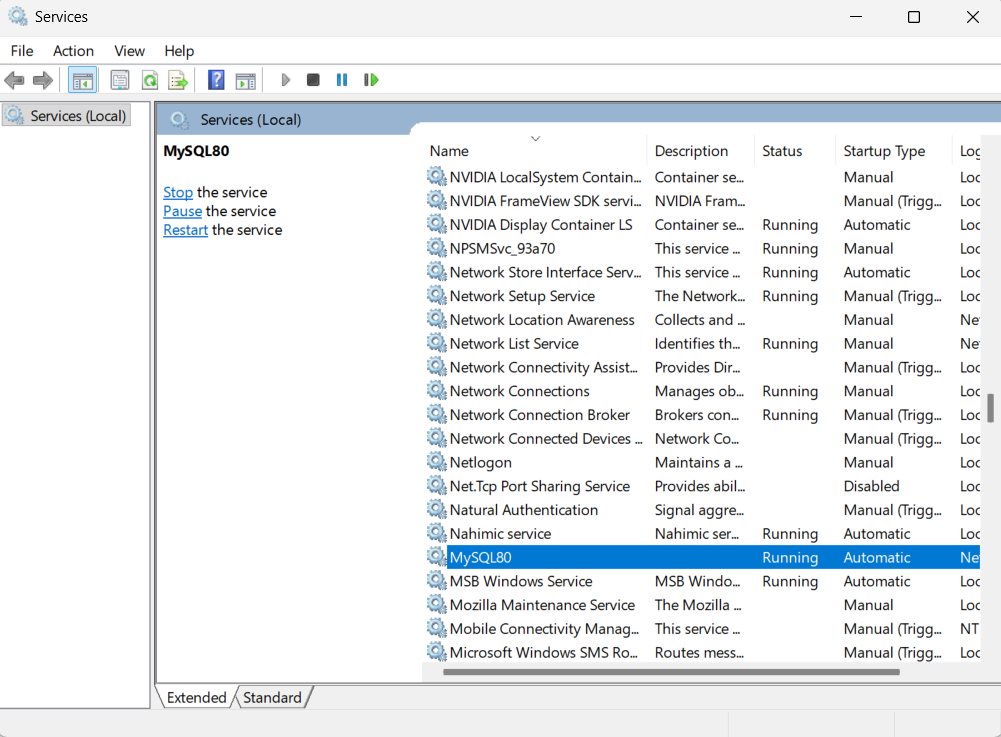 Services
File Action View Help
Services (Local)
Services (Local)
MySQL80
Stop the service
Pause the service
Restart the service
Name Description Status Startup Type Log
NVIDIA LocalSystem Contain... Container se... Manual Loc
NVIDIA FrameView SDK servi... NVIDIA Fram... Manual (Trigg... Loc
NVIDIA Display Container LS Container se... Running Automatic Loc
NPSMSvc_93a70 This service ... Running Manual Loc
Network Store Interface Serv... This service ... Running Automatic Loc
Network Setup Service The Network... Running Manual (Trigg... Loc
Network Location Awareness Collects and ... Manual Ne
Network List Service Identifies th... Running Manual Ne
Network Connectivity Assist... Provides Dir... Manual (Trigg... Loc
Network Connections Manages ob... Running Manual Loc
Network Connection Broker Brokers con... Running Manual (Trigg... Loc
Network Connected Devices ... Network Co... Manual (Trigg... Loc
Netlogon Maintains a ... Manual Loc
Net.Tcp Port Sharing Service Provides abil... Disabled Loc
Natural Authentication Signal aggre... Manual (Trigg... Loc
Nahimic service Nahimic ser... Running Automatic Loc
MySQL80 Running Automatic Ne
MSB Windows Service MSB Windo... Running Automatic Loc
Mozilla Maintenance Service The Mozilla ... Manual Loc
Mobile Connectivity Manag... This service ... Manual (Trigg... NT
Microsoft Windows SMS Ro... Routes mess... Manual (Trigg... Loc
Extended Standard